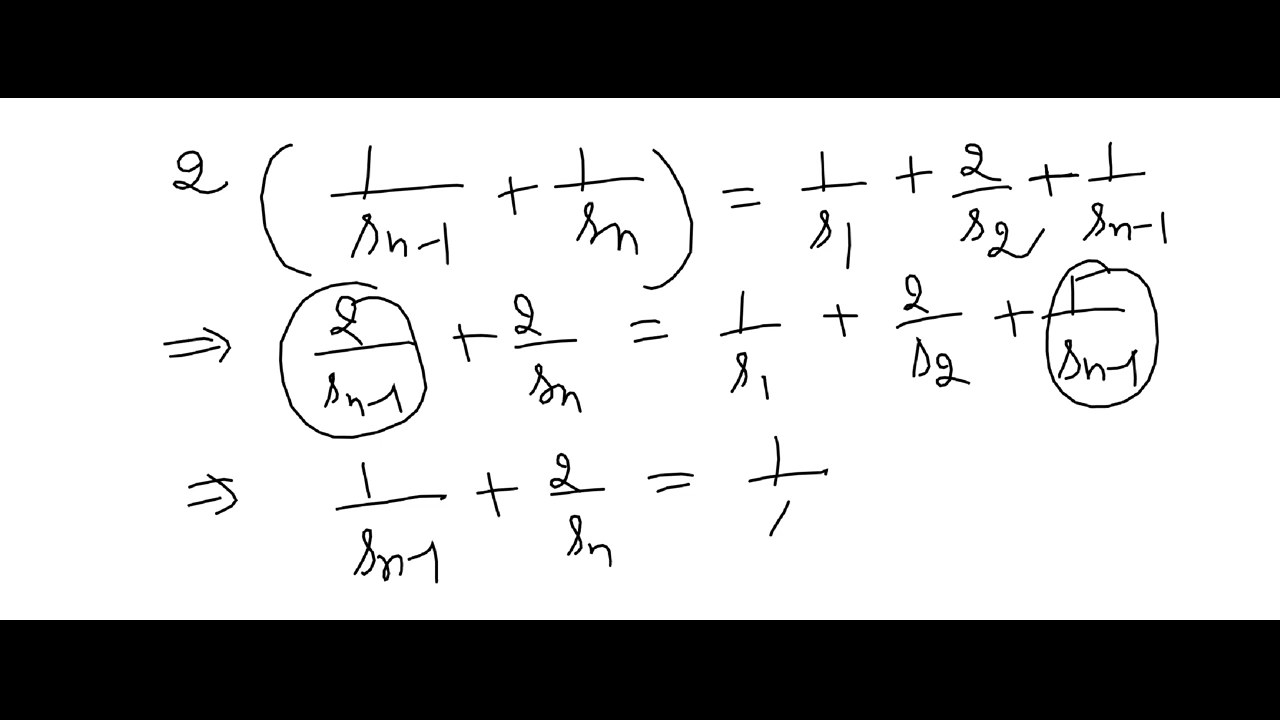 2 ( 1/s_{n-1} + 1/s_n ) = 1/s_1 + 2/s_2 + 1/s_{n-1}
⇒ 2/s_{n-1} + 2/s_n = 1/s_1 + 2/s_2 + 1/s_{n-1}
⇒ 1/s_{n-1} + 2/s_n = 1/